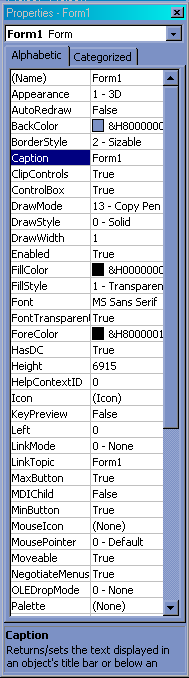 Properties - Form1
Form1 Form
Alphabetic Categorized
(Name) Form1
Appearance 1 - 3D
AutoRedraw False
BackColor &H8000000
BorderStyle 2 - Sizable
Caption Form1
ClipControls True
ControlBox True
DrawMode 13 - Copy Pen
DrawStyle 0 - Solid
DrawWidth 1
Enabled True
FillColor &H0000000
FillStyle 1 - Transparen
Font MS Sans Serif
FontTransparent True
ForeColor &H8000001
HasDC True
Height 6915
HelpContextID 0
Icon (Icon)
KeyPreview False
Left 0
LinkMode 0 - None
LinkTopic Form1
MaxButton True
MDIChild False
MinButton True
MouseIcon (None)
MousePointer 0 - Default
Moveable True
NegotiateMenus True
OLEDropMode 0 - None
Palette (None)
Caption
Returns/sets the text displayed in
an object's title bar or below an